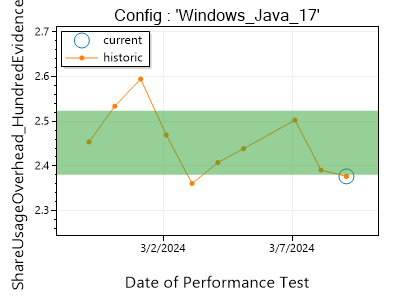 Config : 'Windows_Java_17'
current
historic
2.7
2.6
2.5
2.4
2.3
3/2/2024
3/7/2024
Date of Performance Test
ShareUsageOverhead_HundredEvidence